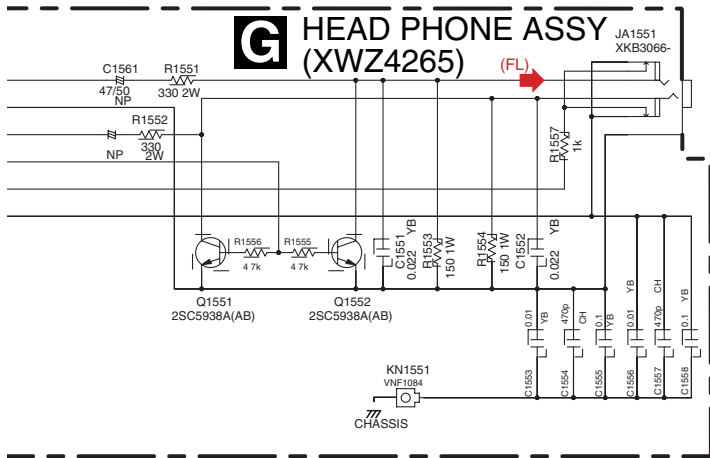 G
HEAD PHONE ASSY
(XWZ4265)
(FL)
JA1551
XKB3066-
C1561
47/50
NP
R1551
330 2W
R1552
330
2W
NP
R1557
1k
R1556
4 7k
R1555
4 7k
Q1551
2SC5938A(AB)
Q1552
2SC5938A(AB)
C1551 YB
0.022
R1553
150 1W
R1554
150 1W
C1552 YB
0.022
C1553
0.01
YB
C1554
470p
CH
C1555
0.1
YB
C1556
0.01 YB
C1557
470p CH
C1558
0.1 YB
KN1551
VNF1084
CHASSIS